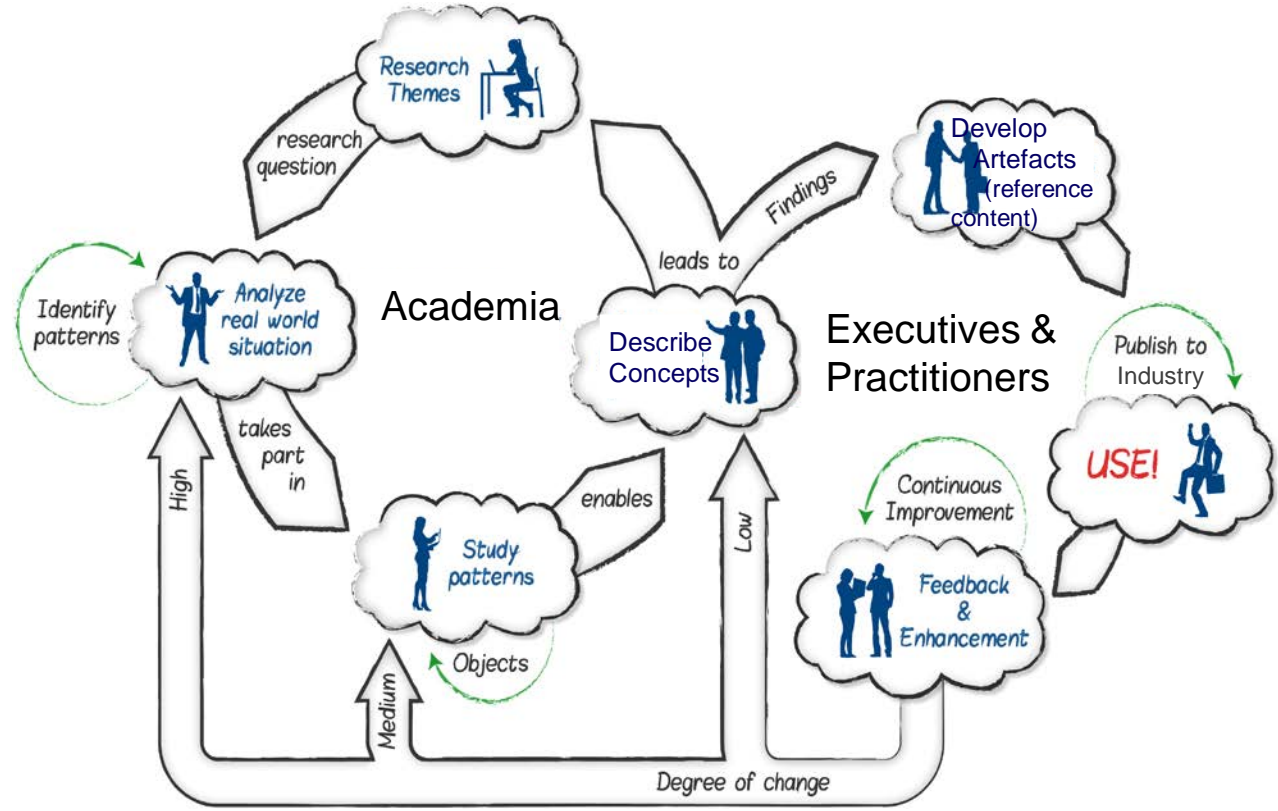 Research
Themes
research
question
Develop
Artefacts
(reference
content)
Findings
leads to
Identify
patterns
Analyze
real world
situation
Academia
Describe
Concepts
Executives &
Practitioners
Publish to
Industry
USE!
takes
part
in
enables
Continuous
Improvement
High
Study
patterns
Low
Feedback
&
Enhancement
Objects
Medium
Degree of change